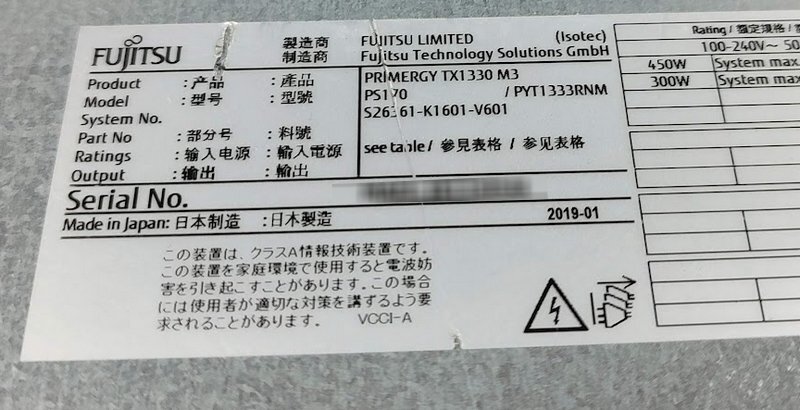 FUJITSU 製造商 FUJITSU LIMITED (Isotec)
制造商 Fujitsu Technology Solutions GmbH
Product : 产品 : 產品 PRIMERGY TX1330 M3
Model : 型号 : 型號 PS170 / PYT1333RNM
System No. S26361-K1601-V601
Part No : 部分号 : 料號
Ratings : 输入电源 : 輸入電源 see table / 參見表格 / 参见表格
Output : 输出 : 輸出
Serial No.
Made in Japan: 日本制造 : 日本製造 2019-01
この装置は、クラスA情報技術装置です。
この装置を家庭環境で使用すると電波妨
害を引き起こすことがあります。この場合
には使用者が適切な対策を講ずるよう要
求されることがあります。 VCCI-A
Rating / 额定规格 /
100-240V~ 50
450W System max
300W System max